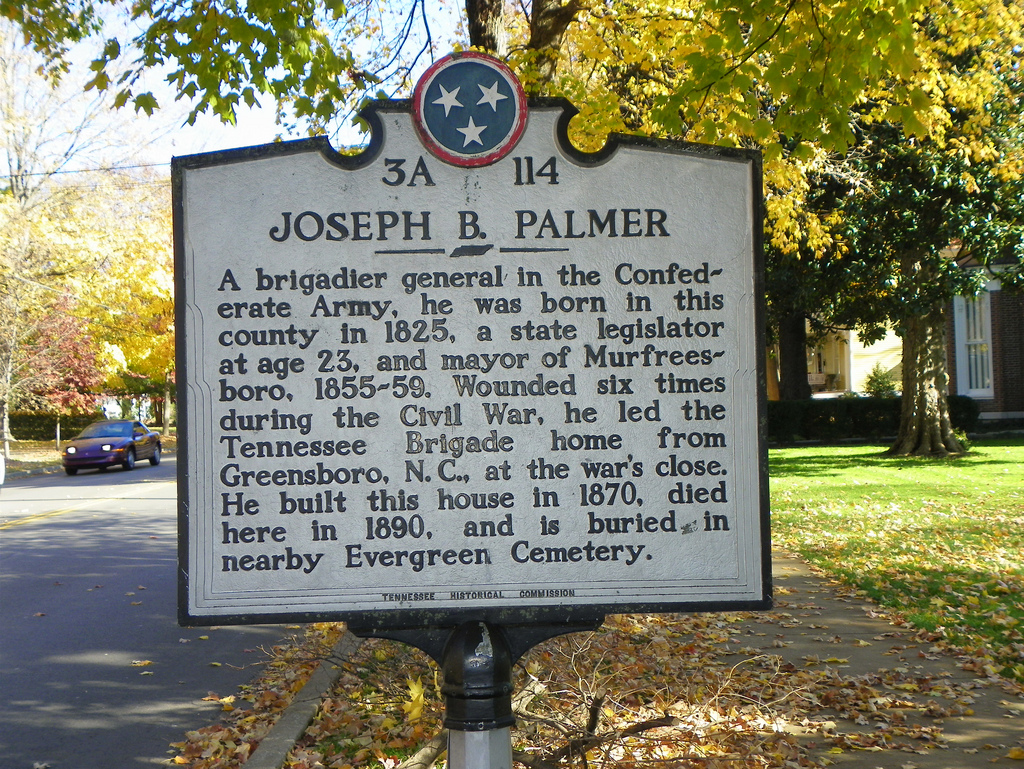 3A 114
JOSEPH B. PALMER
A brigadier general in the Confed-
erate Army, he was born in this
county in 1825, a state legislator
at age 23, and mayor of Murfrees-
boro, 1855-59. Wounded six times
during the Civil War, he led the
Tennessee Brigade home from
Greensboro, N.C., at the war's close.
He built this house in 1870, died
here in 1890, and is buried in
nearby Evergreen Cemetery.
TENNESSEE HISTORICAL COMMISSION